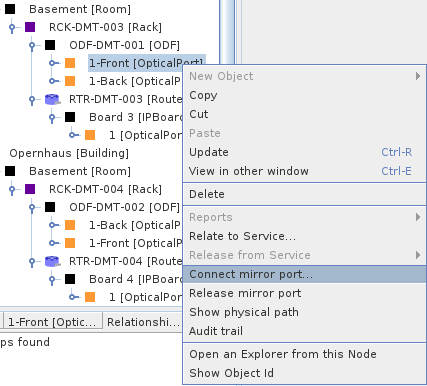 Basement [Room]
RCK-DMT-003 [Rack]
ODF-DMT-001 [ODF]
1-Front [OpticalPort]
1-Back [OpticalP
RTR-DMT-003 [Route
Board 3 [IPBoar
1 [OpticalPor
Opernhaus [Building]
Basement [Room]
RCK-DMT-004 [Rack]
ODF-DMT-002 [ODF]
1-Back [OpticalP
1-Front [Optical
RTR-DMT-004 [Route
Board 4 [IPBoar
1 [OpticalPor
1-Front [Optic...
Relationshi...
ps found
New Object
Copy
Cut
Paste
Update Ctrl-R
View in other window Ctrl-E
Delete
Reports
Relate to Service...
Release from Service
Connect mirror port...
Release mirror port
Show physical path
Audit trail
Open an Explorer from this Node
Show Object Id